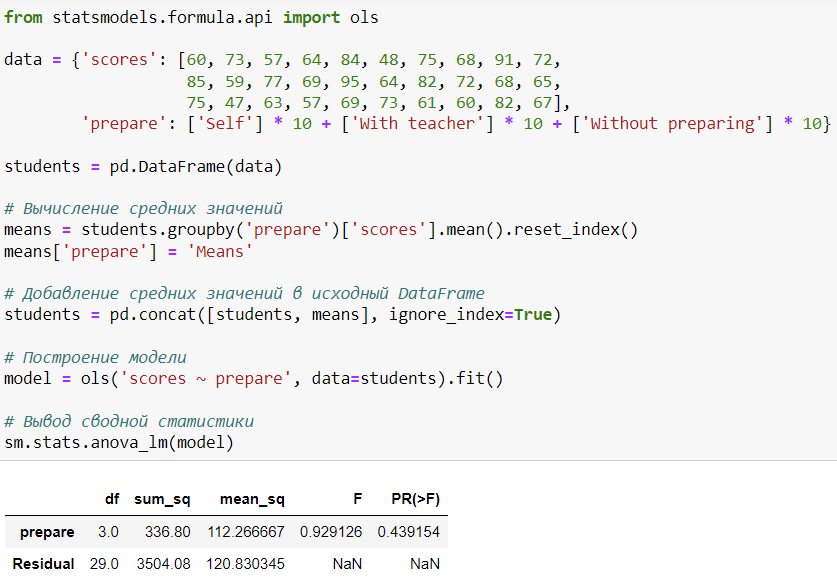 from statsmodels.formula.api import ols
data = {'scores': [60, 73, 57, 64, 84, 48, 75, 68, 91, 72,
85, 59, 77, 69, 95, 64, 82, 72, 68, 65,
75, 47, 63, 57, 69, 73, 61, 60, 82, 67],
'prepare': ['Self'] * 10 + ['With teacher'] * 10 + ['Without preparing'] * 10}
students = pd.DataFrame(data)
# Вычисление средних значений
means = students.groupby('prepare')['scores'].mean().reset_index()
means['prepare'] = 'Means'
# Добавление средних значений в исходный DataFrame
students = pd.concat([students, means], ignore_index=True)
# Построение модели
model = ols('scores ~ prepare', data=students).fit()
# Вывод сводной статистики
sm.stats.anova_lm(model)
df sum_sq mean_sq F PR(>F)
prepare 3.0 336.80 112.266667 0.929126 0.439154
Residual 29.0 3504.08 120.830345 NaN NaN